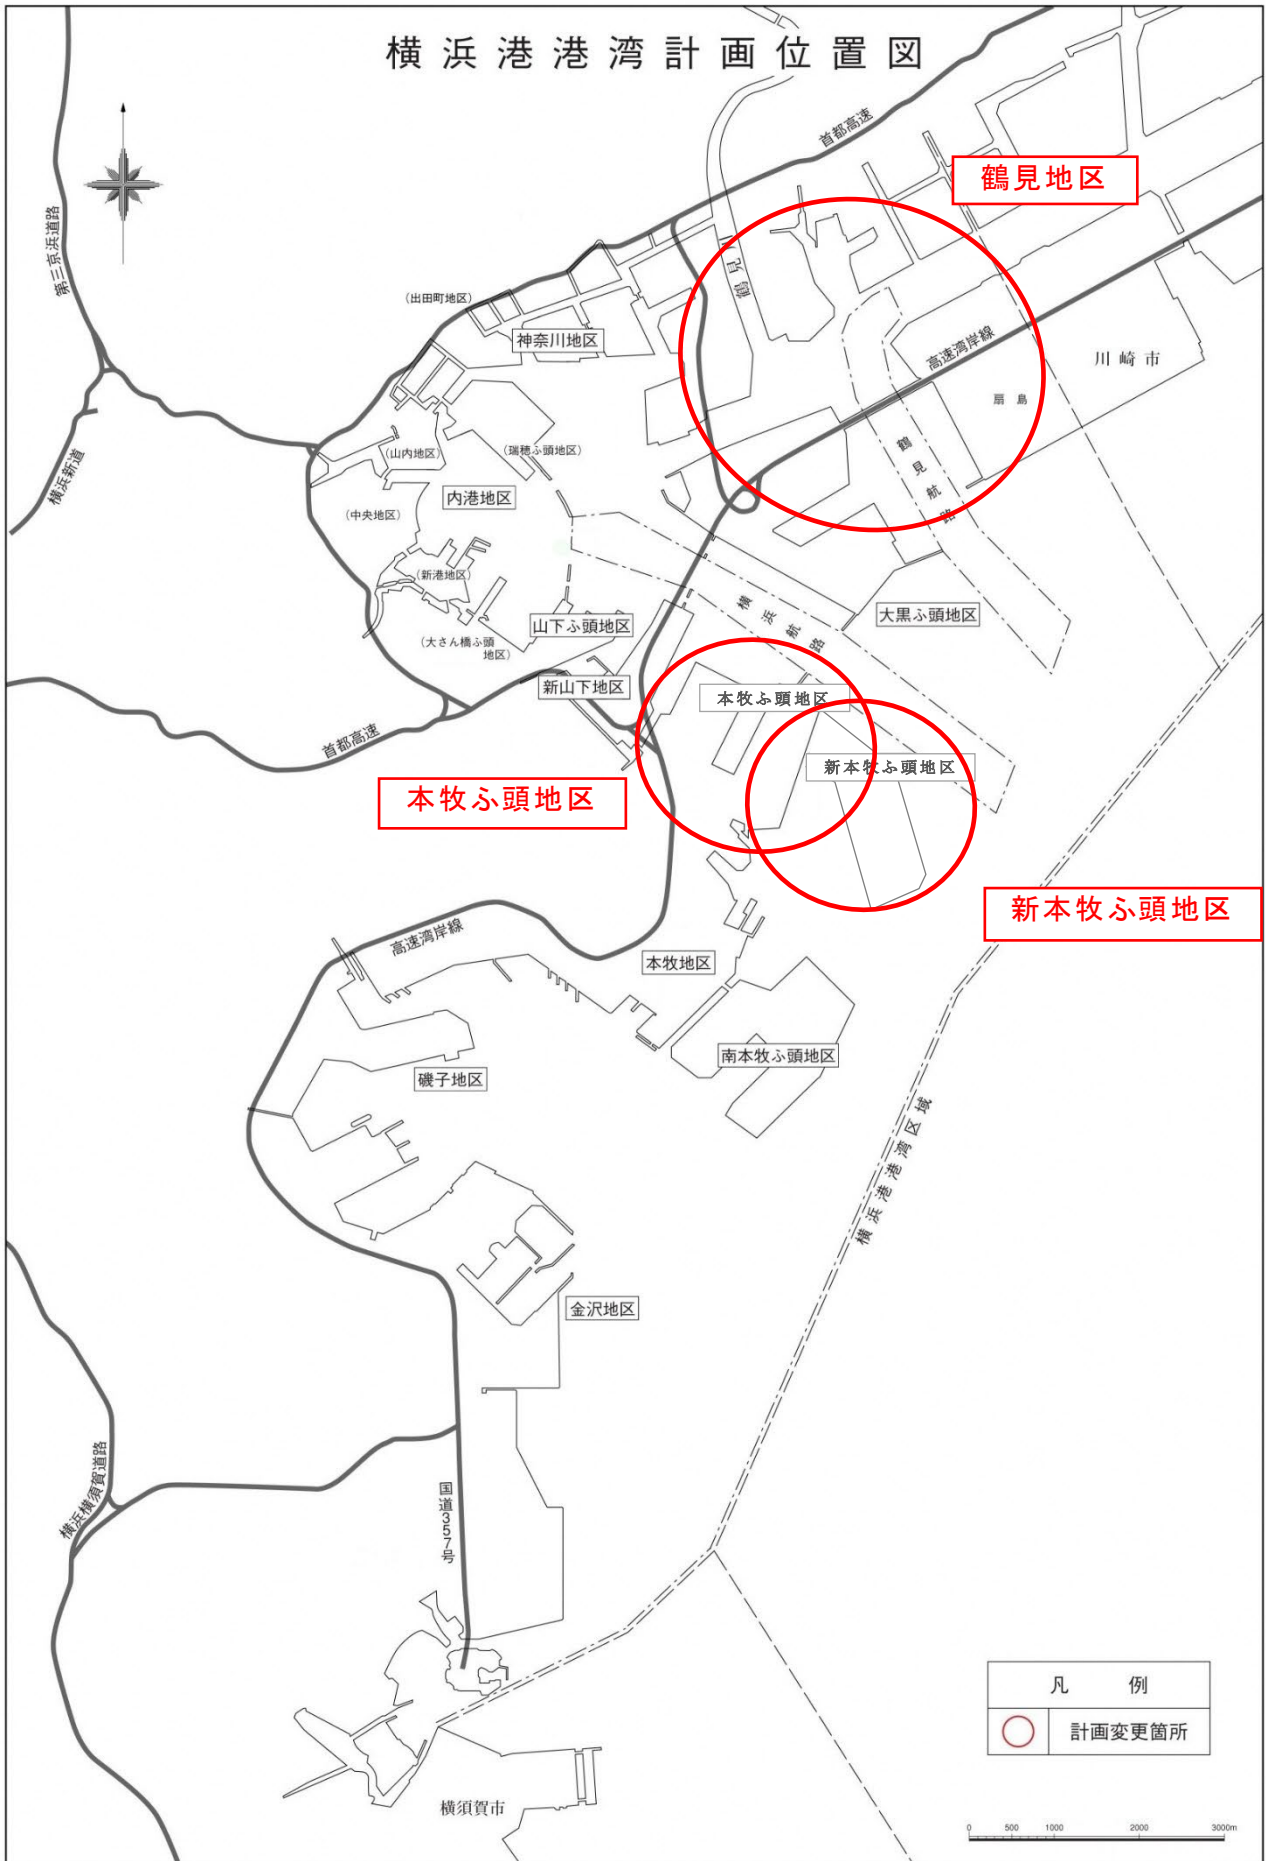 横浜港港湾計画位置図
首都高速
鶴見地区
第三京浜道路
鶴見川
(出田町地区)
神奈川地区
高速湾岸線
川崎市
扇島
(山内地区)
(瑞穂ふ頭地区)
鶴見航路
横浜新道
内港地区
(中央地区)
(新港地区)
横浜航路
大黒ふ頭地区
山下ふ頭地区
(大さん橋ふ頭
地区)
新山下地区
本牧ふ頭地区
首都高速
新本牧ふ頭地区
本牧ふ頭地区
新本牧ふ頭地区
高速湾岸線
本牧地区
南本牧ふ頭地区
磯子地区
横浜港港湾区域
金沢地区
横浜横須賀道路
国道357号
凡例
計画変更箇所
横須賀市
0 500 1000 2000 3000m